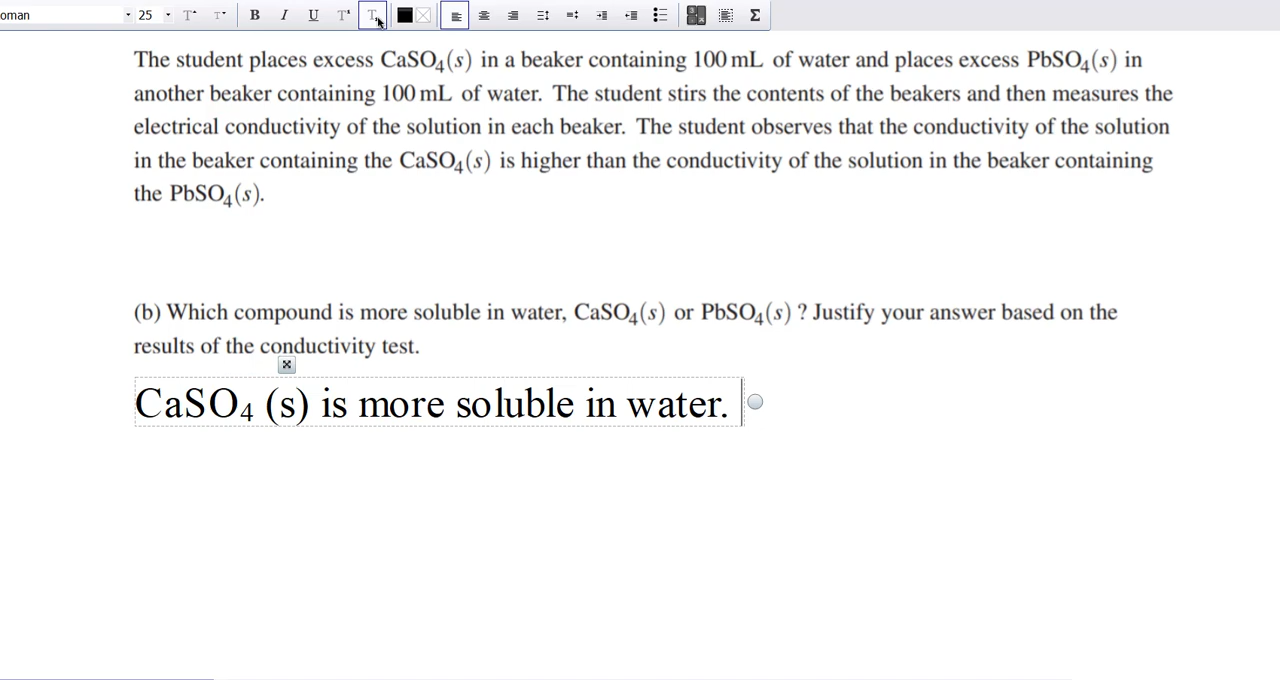 oman 25 B I U T T Σ
The student places excess CaSO₄(s) in a beaker containing 100 mL of water and places excess PbSO₄(s) in
another beaker containing 100 mL of water. The student stirs the contents of the beakers and then measures the
electrical conductivity of the solution in each beaker. The student observes that the conductivity of the solution
in the beaker containing the CaSO₄(s) is higher than the conductivity of the solution in the beaker containing
the PbSO₄(s).
(b) Which compound is more soluble in water, CaSO₄(s) or PbSO₄(s) ? Justify your answer based on the
results of the conductivity test.
CaSO₄ (s) is more soluble in water.